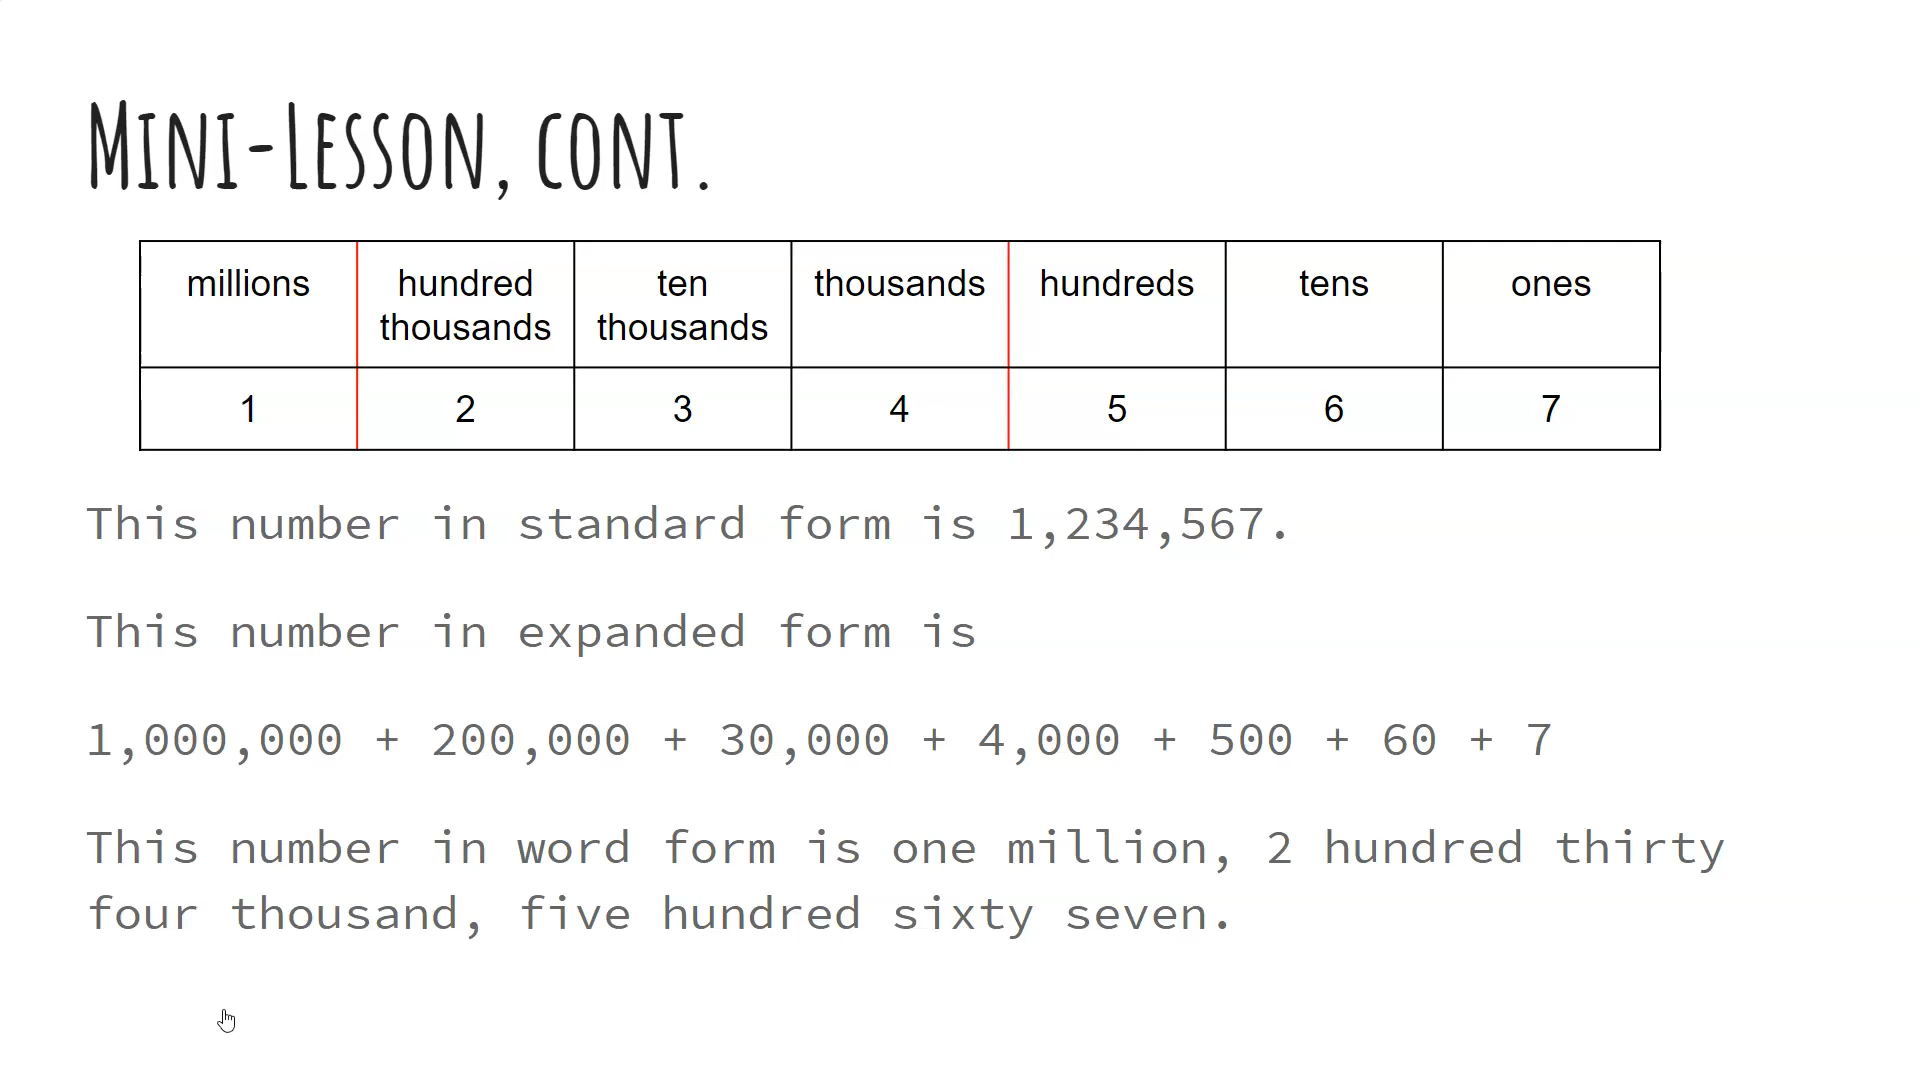 Mini-Lesson, cont.
millions hundred thousands ten thousands thousands hundreds tens ones
1 2 3 4 5 6 7
This number in standard form is 1,234,567.
This number in expanded form is
1,000,000 + 200,000 + 30,000 + 4,000 + 500 + 60 + 7
This number in word form is one million, 2 hundred thirty
four thousand, five hundred sixty seven.